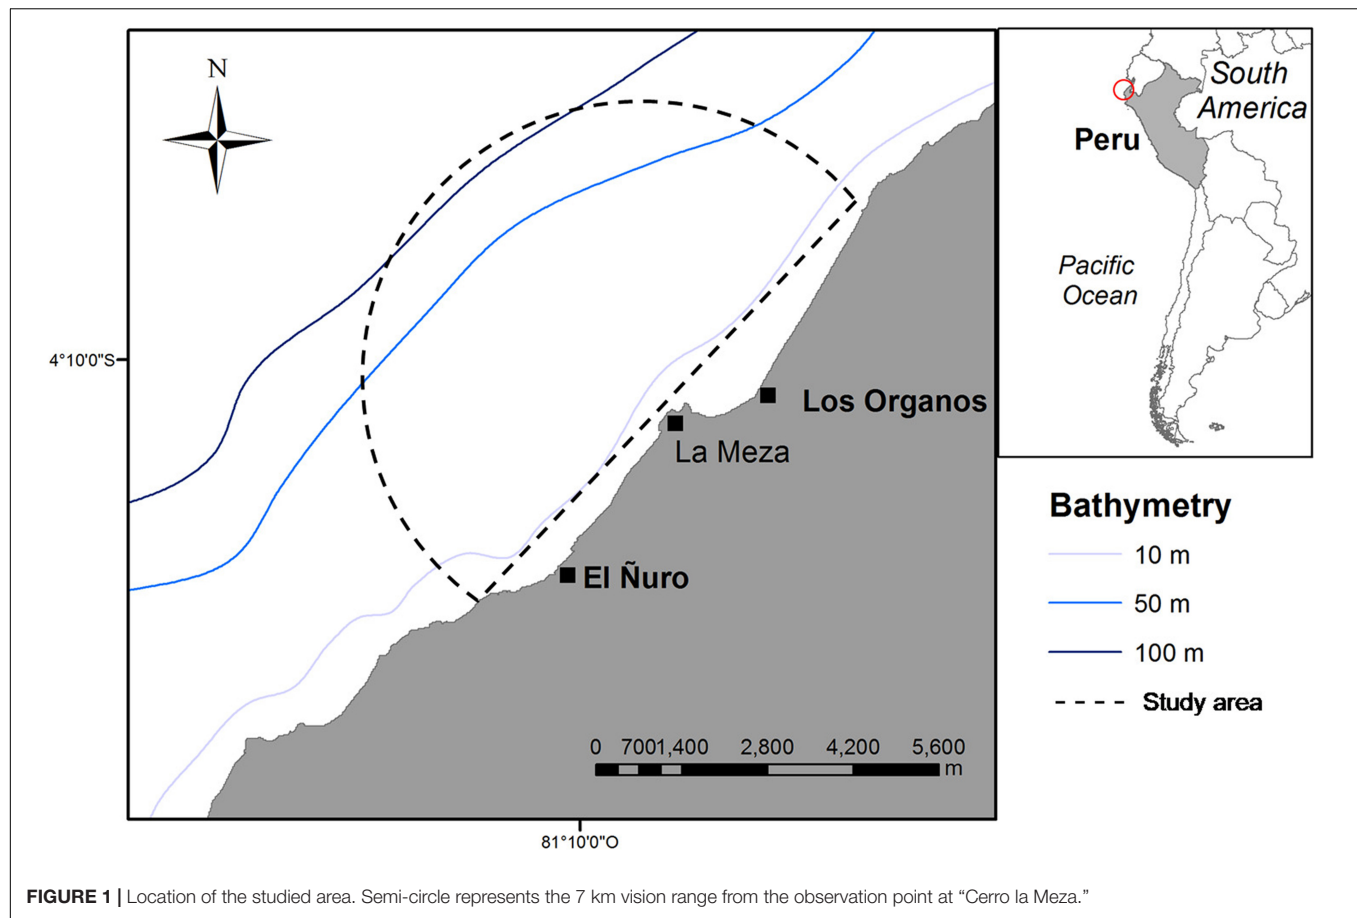 N
South
America
Peru
Pacific
Ocean
4°10'0"S
Los Organos
La Meza
El Ñuro
0 7001,400 2,800 4,200 5,600
m
81°10'0"O
Bathymetry
10 m
50 m
100 m
Study area
FIGURE 1 | Location of the studied area. Semi-circle represents the 7 km vision range from the observation point at “Cerro la Meza.”